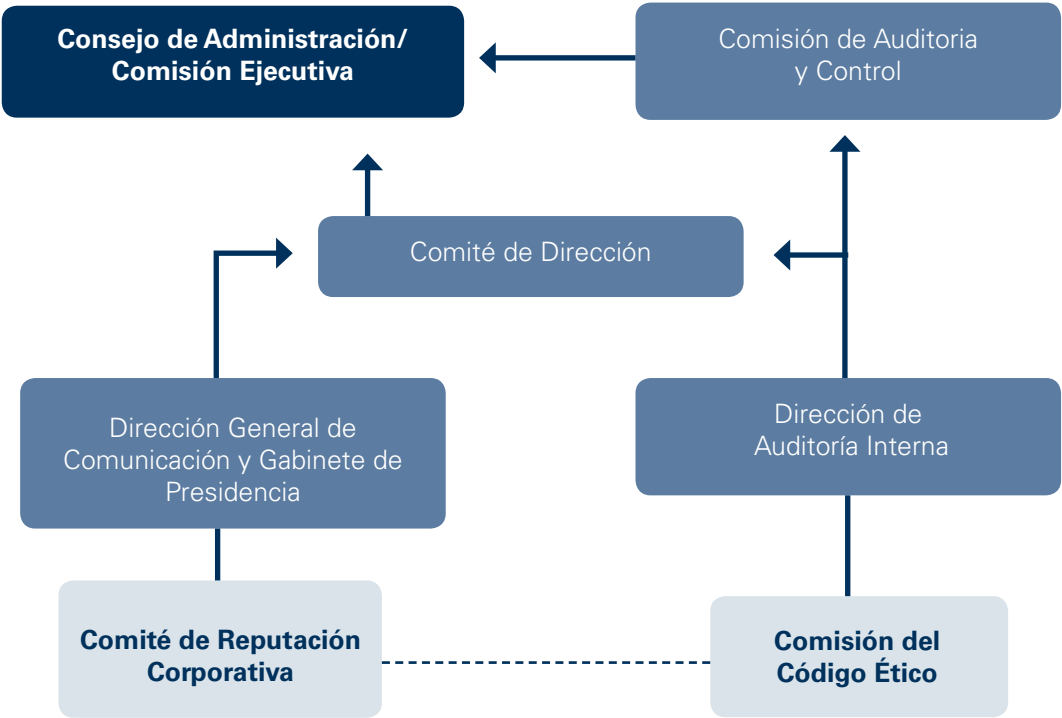 Consejo de Administración/
Comisión Ejecutiva
Comisión de Auditoria
y Control
Comité de Dirección
Dirección General de
Comunicación y Gabinete de
Presidencia
Dirección de
Auditoría Interna
Comité de Reputación
Corporativa
Comisión del
Código Ético